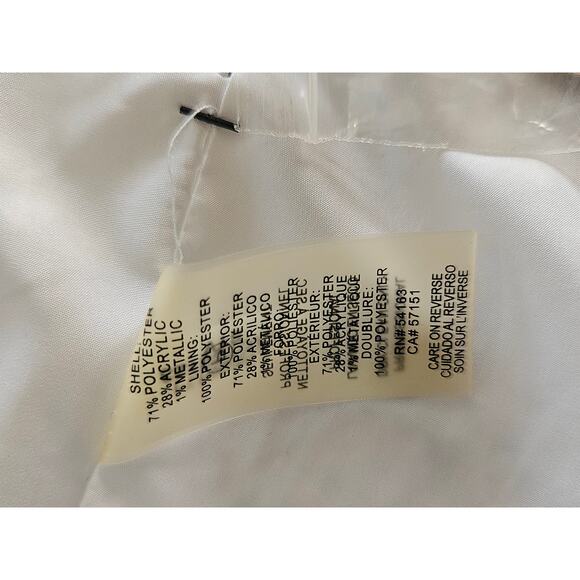 SHELL:
71% POLYESTER
28% ACRYLIC
1% METALLIC
LINING:
100% POLYESTER
EXTERIOR:
71% POLIESTER
28% ACRILICO
1% METALICO
FORRO:
100% POLIESTER
EXTÉRIEUR:
71% POLYESTER
28% ACRYLIQUE
1% METALLIQUE
DOUBLURE:
100% POLYESTER
RN# 54163
CA# 57151
CARE ON REVERSE
CUIDADO AL REVERSO
SOIN SUR L'INVERSE
NETTOYAGE A SEC